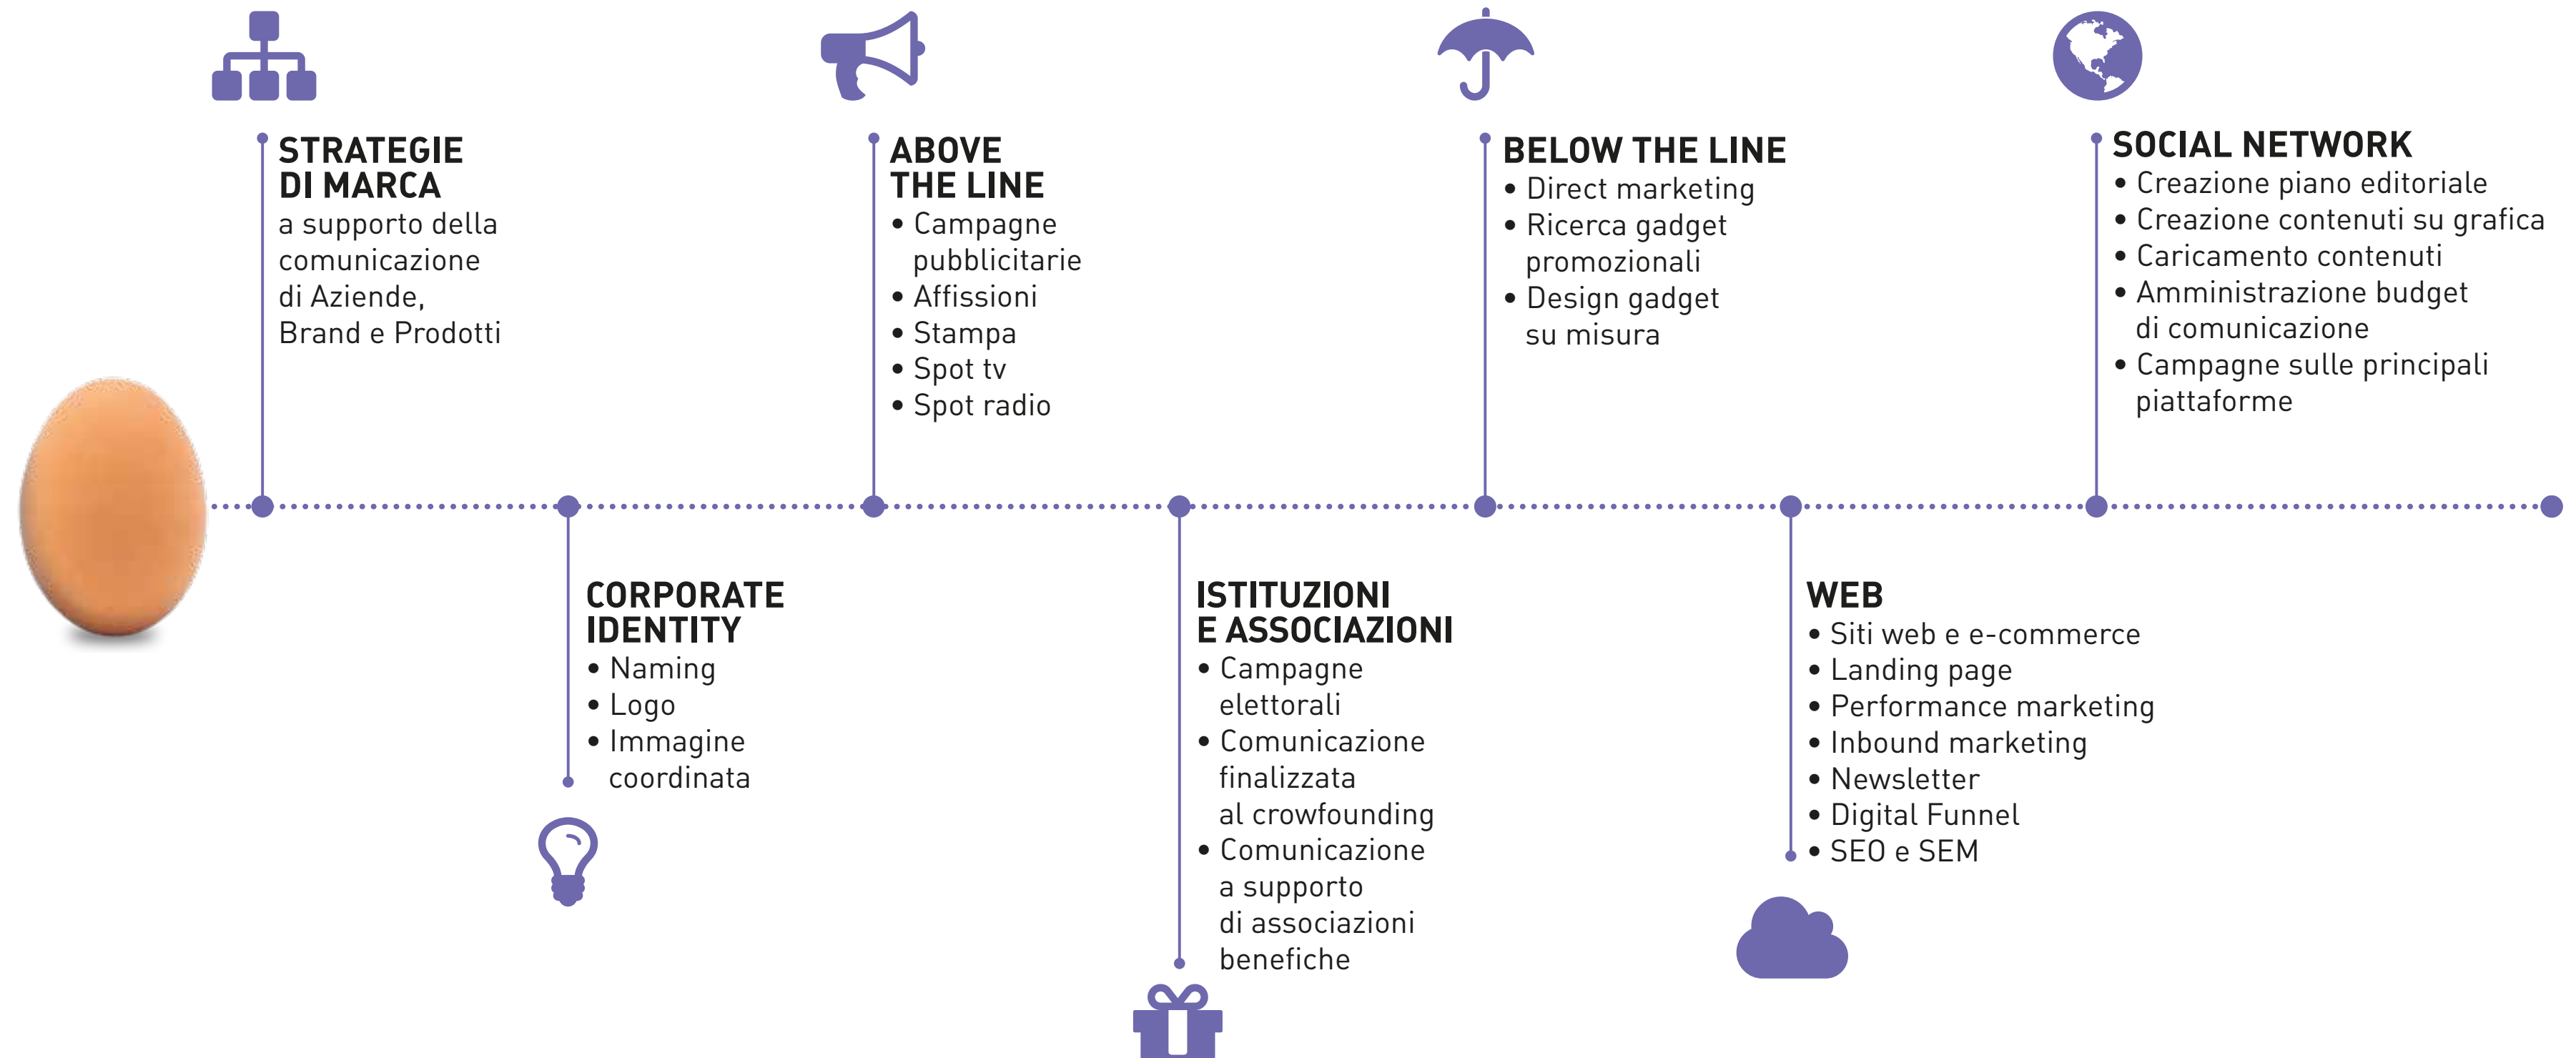 STRATEGIE
DI MARCA
a supporto della
comunicazione
di Aziende,
Brand e Prodotti
CORPORATE
IDENTITY
• Naming
• Logo
• Immagine
coordinata
ABOVE
THE LINE
• Campagne
pubblicitarie
• Affissioni
• Stampa
• Spot tv
• Spot radio
ISTITUZIONI
E ASSOCIAZIONI
• Campagne
elettorali
• Comunicazione
finalizzata
al crowfounding
• Comunicazione
a supporto
di associazioni
benefiche
BELOW THE LINE
• Direct marketing
• Ricerca gadget
promozionali
• Design gadget
su misura
WEB
• Siti web e e-commerce
• Landing page
• Performance marketing
• Inbound marketing
• Newsletter
• Digital Funnel
• SEO e SEM
SOCIAL NETWORK
• Creazione piano editoriale
• Creazione contenuti su grafica
• Caricamento contenuti
• Amministrazione budget
di comunicazione
• Campagne sulle principali
piattaforme